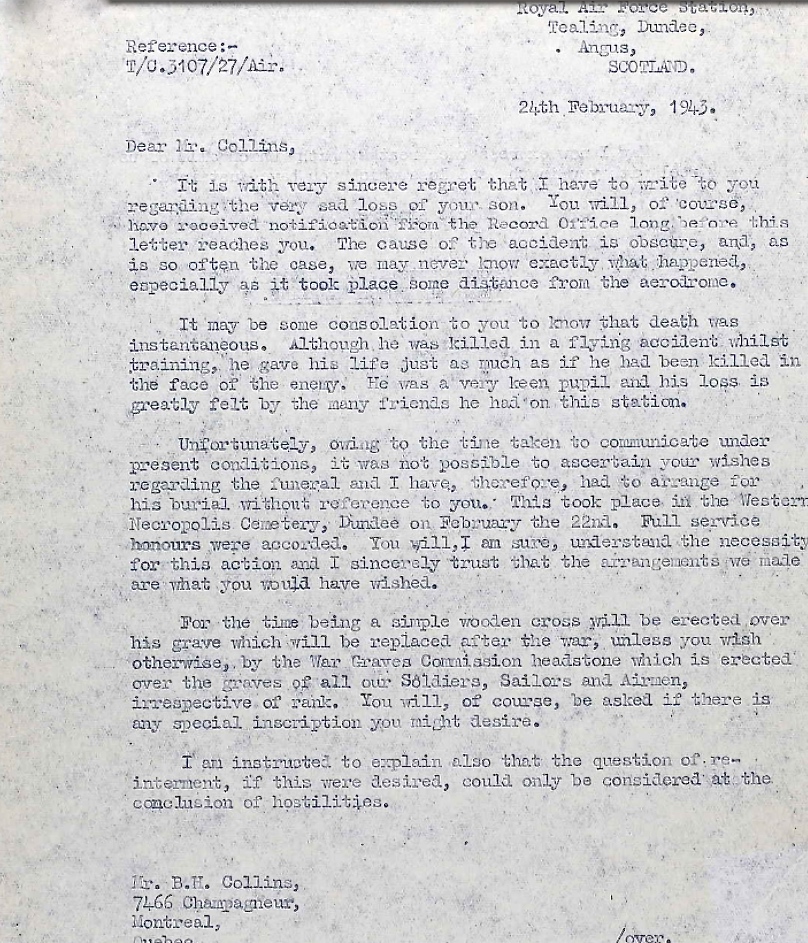 Royal Air Force Station,
Tealing, Dundee,
Angus,
SCOTLAND.
Reference:-
T/C.3107/27/Air.
24th February, 1943.
Dear Mr. Collins,
It is with very sincere regret that I have to write to you
regarding the very sad loss of your son. You will, of course,
have received notification from the Record Office long before this
letter reaches you. The cause of the accident is obscure, and, as
is so often the case, we may never know exactly what happened,
especially as it took place some distance from the aerodrome.
It may be some consolation to you to know that death was
instantaneous. Although he was killed in a flying accident whilst
training, he gave his life just as much as if he had been killed in
the face of the enemy. He was a very keen pupil and his loss is
greatly felt by the many friends he had on this station.
Unfortunately, owing to the time taken to communicate under
present conditions, it was not possible to ascertain your wishes
regarding the funeral and I have, therefore, had to arrange for
his burial without reference to you. This took place in the Western
Necropolis Cemetery, Dundee on February the 22nd. Full service
honours were accorded. You will, I am sure, understand the necessity
for this action and I sincerely trust that the arrangements we made
are what you would have wished.
For the time being a simple wooden cross will be erected over
his grave which will be replaced after the war, unless you wish
otherwise, by the War Graves Commission headstone which is erected
over the graves of all our Soldiers, Sailors and Airmen,
irrespective of rank. You will, of course, be asked if there is
any special inscription you might desire.
I am instructed to explain also that the question of re-
interment, if this were desired, could only be considered at the
conclusion of hostilities.
Mr. B.H. Collins,
7466 Champagneur,
Montreal,
Quebec
/over.